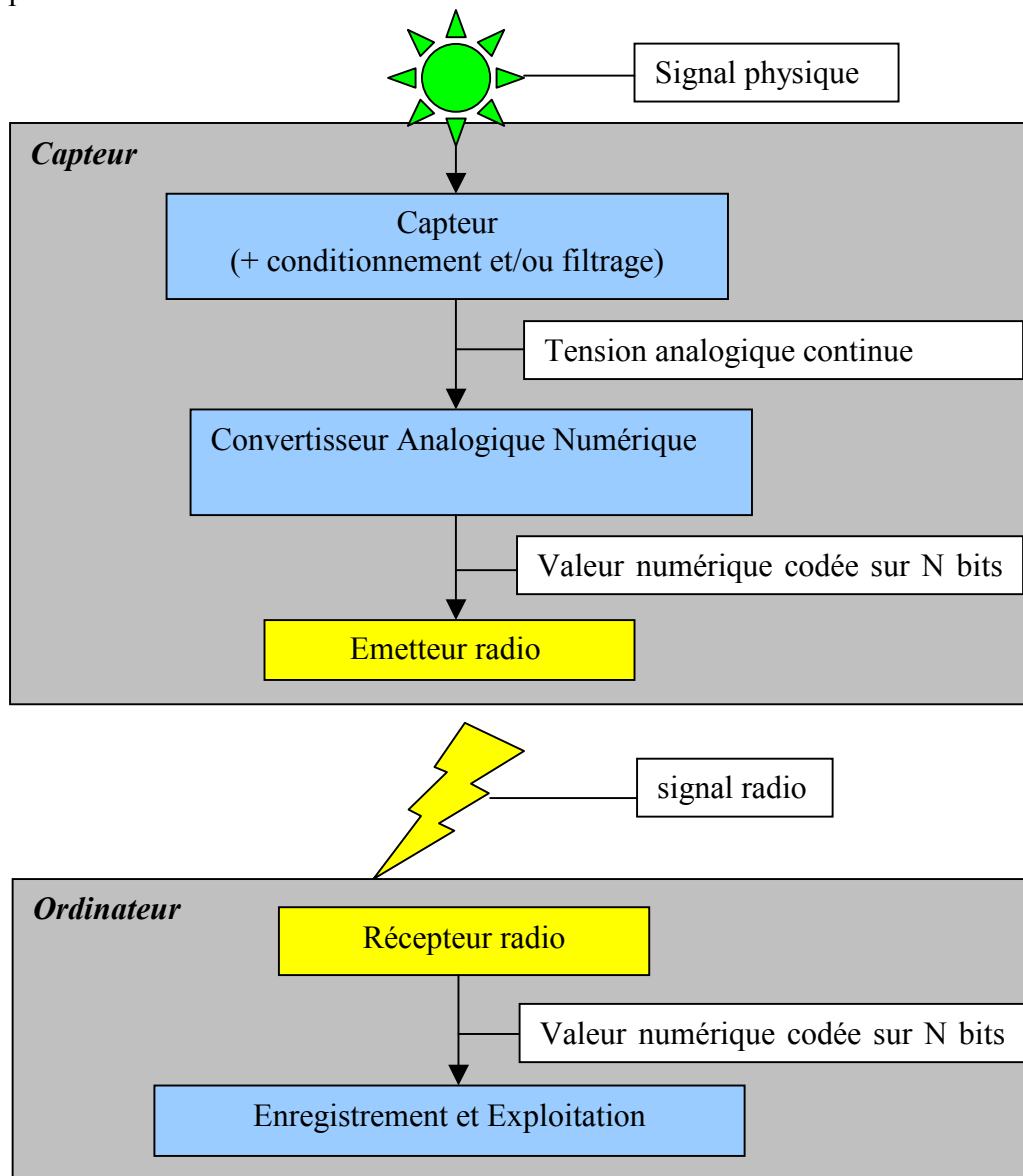 Signal physique
Capteur
Capteur
(+ conditionnement et/ou filtrage)
Tension analogique continue
Convertisseur Analogique Numérique
Valeur numérique codée sur N bits
Emetteur radio
signal radio
Ordinateur
Récepteur radio
Valeur numérique codée sur N bits
Enregistrement et Exploitation